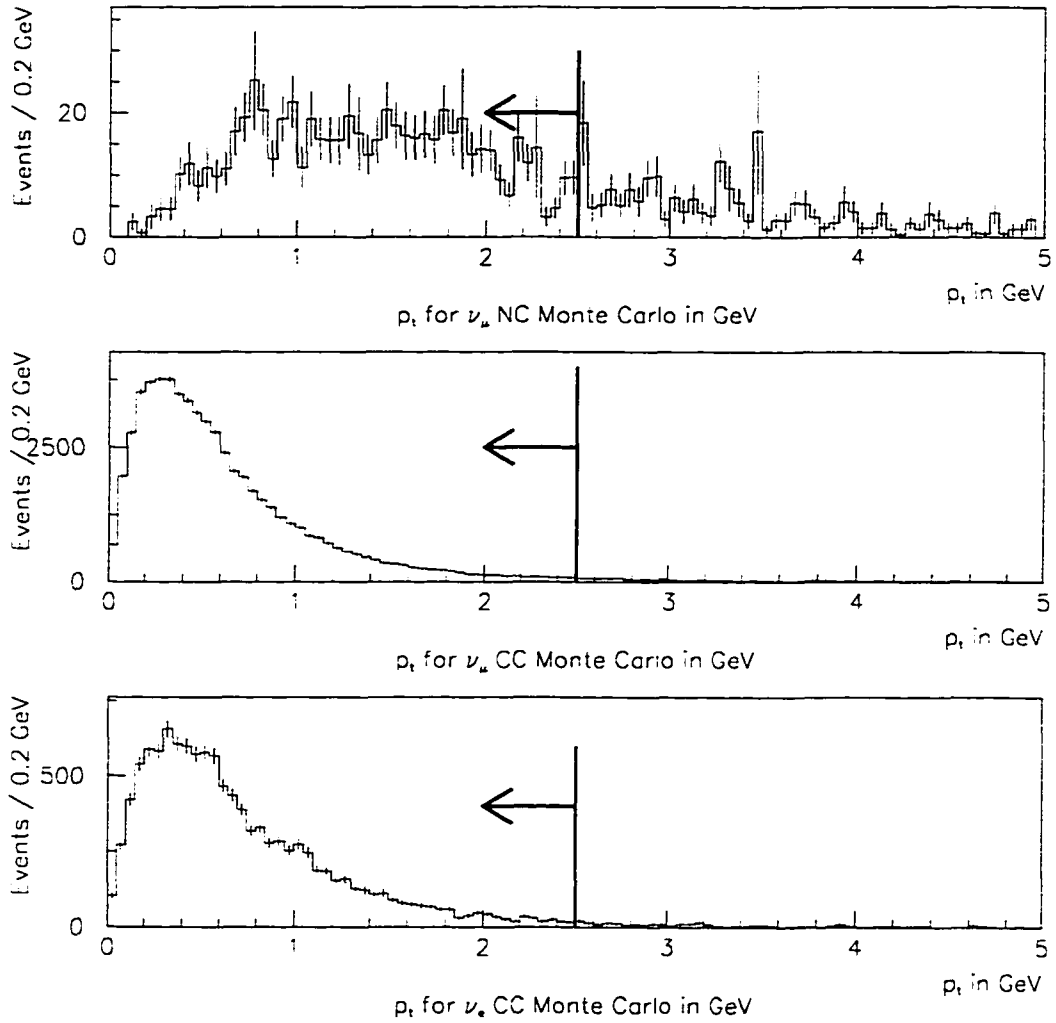 Events / 0.2 GeV
20
0
0 1 2 3 4 5
p_t in GeV
p_t for ν_μ NC Monte Carlo in GeV
Events / 0.2 GeV
2500
0
0 1 2 3 4 5
p_t in GeV
p_t for ν_μ CC Monte Carlo in GeV
Events / 0.2 GeV
500
0
0 1 2 3 4 5
p_t in GeV
p_t for ν_e CC Monte Carlo in GeV